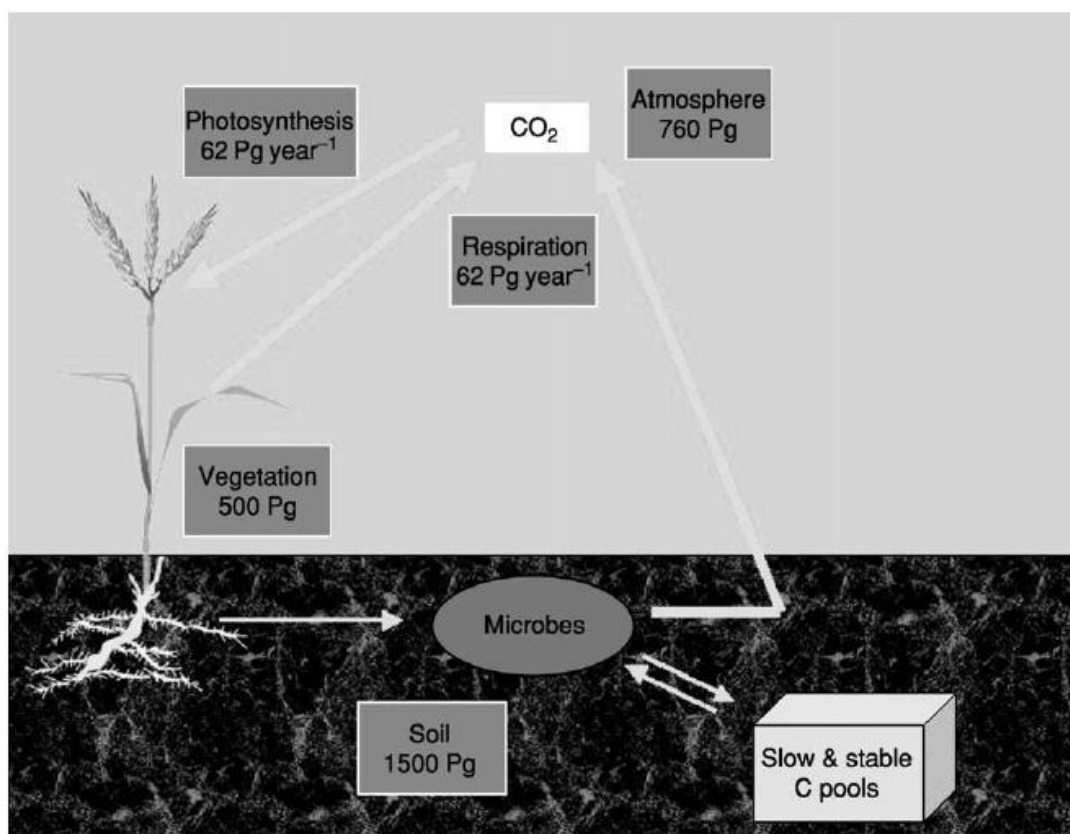 Photosynthesis
62 Pg year⁻¹
CO₂
Atmosphere
760 Pg
Respiration
62 Pg year⁻¹
Vegetation
500 Pg
Microbes
Soil
1500 Pg
Slow & stable
C pools